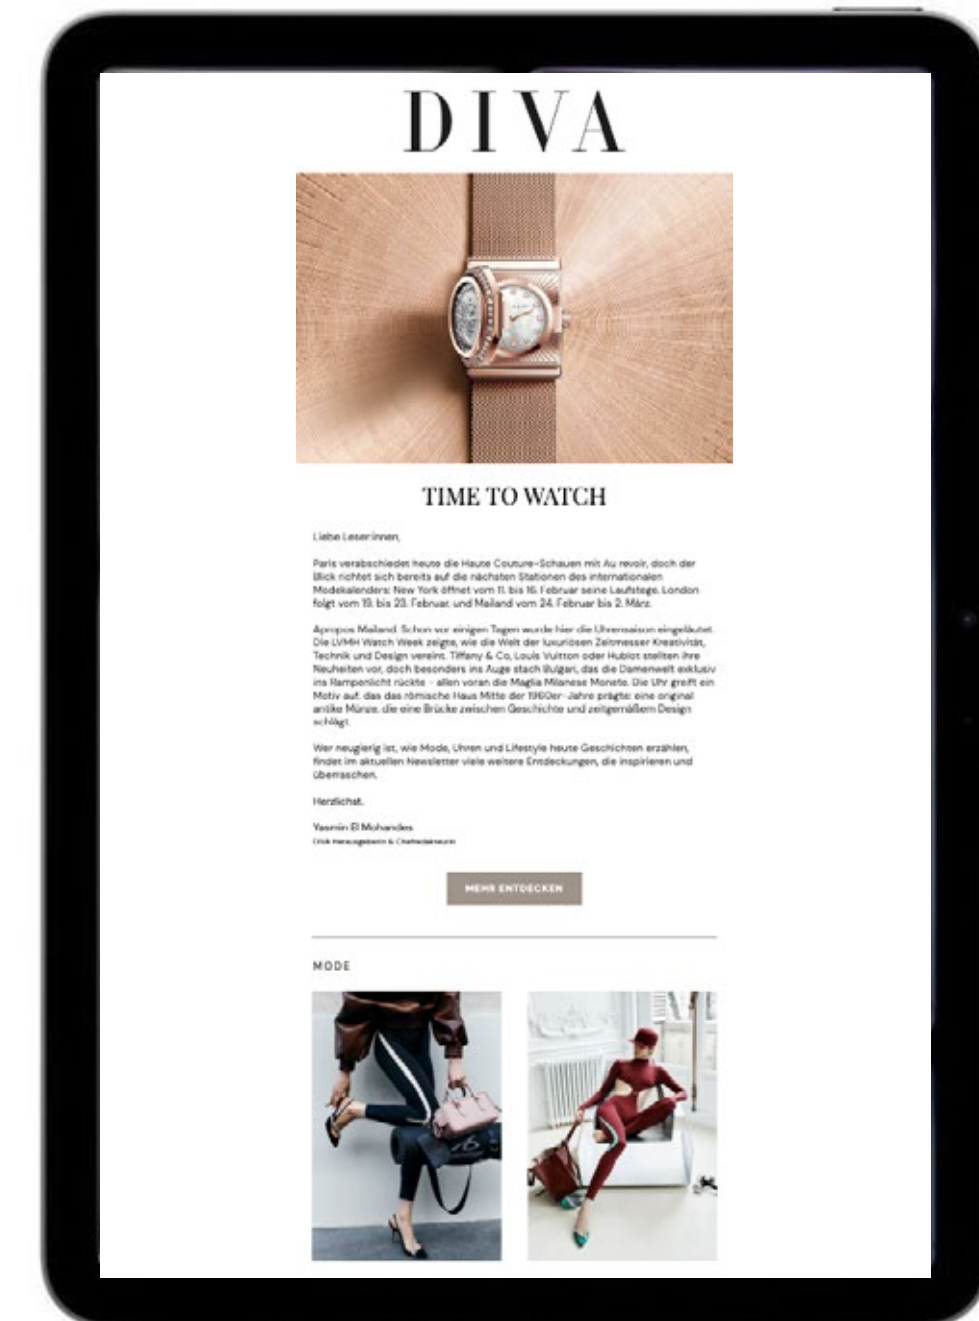 DIVA
TIME TO WATCH
Liebe Leser:innen,
Paris verabschiedet heute die Haute Couture-Schauen mit Au revoir, doch der
Blick richtet sich bereits auf die nächsten Stationen des internationalen
Modekalenders: New York öffnet vom 11. bis 16. Februar seine Laufstege, London
folgt vom 19. bis 23. Februar, und Mailand vom 24. Februar bis 2. März.
Apropos Mailand: Schon vor einigen Tagen wurde hier die Uhrensaison eingeläutet.
Die LVMH Watch Week zeigte, wie die Welt der luxuriösen Zeitmesser Kreativität,
Technik und Design vereint. Tiffany & Co, Louis Vuitton oder Hublot stellten ihre
Neuheiten vor, doch besonders ins Auge stach Bulgari, das die Damenwelt exklusiv
ins Rampenlicht rückte – allen voran die Maglia Milanese Monete. Die Uhr greift ein
Motiv auf, das das römische Haus Mitte der 1960er-Jahre prägte: eine original
antike Münze, die eine Brücke zwischen Geschichte und zeitgemäßem Design
schlägt.
Wer neugierig ist, wie Mode, Uhren und Lifestyle heute Geschichten erzählen,
findet im aktuellen Newsletter viele weitere Entdeckungen, die inspirieren und
überraschen.
Herzlichst,
Yasmin El Mohandes
DIVA Herausgeberin & Chefredakteurin
MEHR ENTDECKEN
MODE